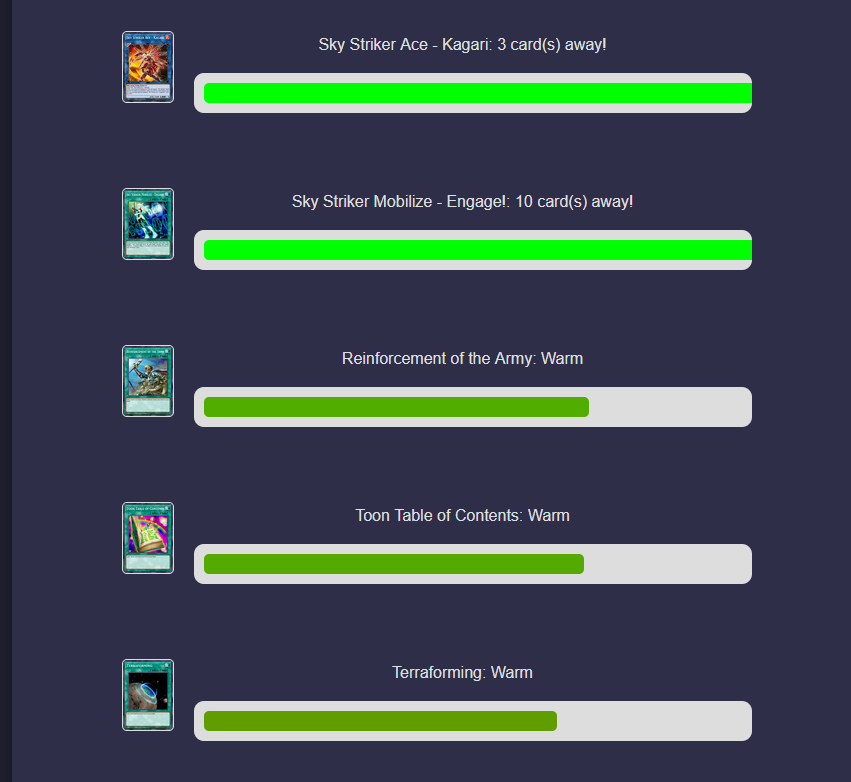 Sky Striker Ace - Kagari: 3 card(s) away!
Sky Striker Mobilize - Engage!: 10 card(s) away!
Reinforcement of the Army: Warm
Toon Table of Contents: Warm
Terraforming: Warm